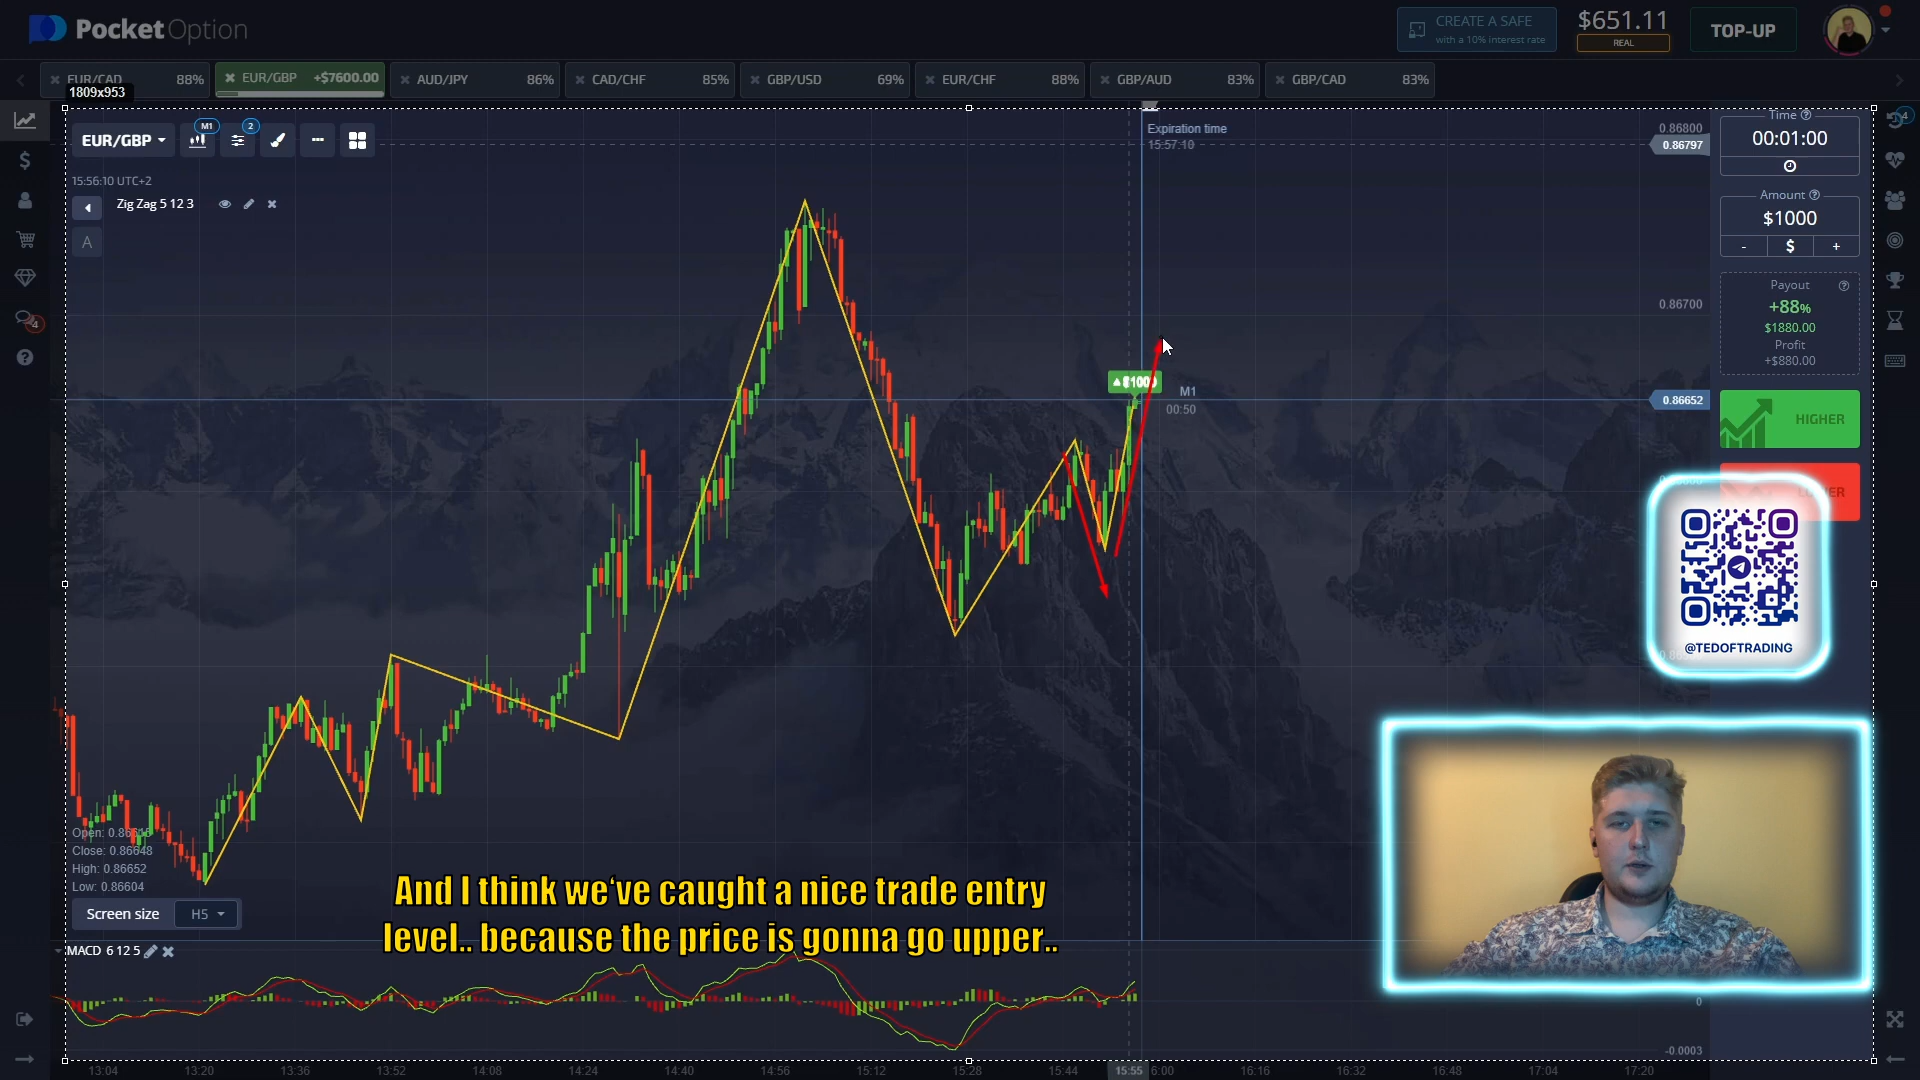 PocketOption
CREATE A SAFE
with a 10% interest rate
$651.11
REAL
TOP-UP
EUR/CAD 88%
EUR/GBP +$7600.00
AUD/JPY 86%
CAD/CHF 85%
GBP/USD 69%
EUR/CHF 88%
GBP/AUD 83%
GBP/CAD 83%
1809x953
EUR/GBP
M1
2
Expiration time
15:57:10
0.86800
0.86797
Time
00:01:00
15:56:10 UTC+2
Zig Zag 5 12 3
A
Amount
$1000
- $ +
Payout
+88%
$1880.00
Profit
+$880.00
0.86700
M1
00:50
0.86652
HIGHER
4
4
@TEDOFTRADING
Close: 0.86648
High: 0.86652
Low: 0.86604
Screen size H5
And I think we've caught a nice trade entry
level.. because the price is gonna go upper..
MACD 6 12 5
0
-0.0003
13:04 13:20 13:36 13:52 14:08 14:24 14:40 14:56 15:12 15:28 15:44 15:55 6:00 16:16 16:32 16:48 17:04 17:20